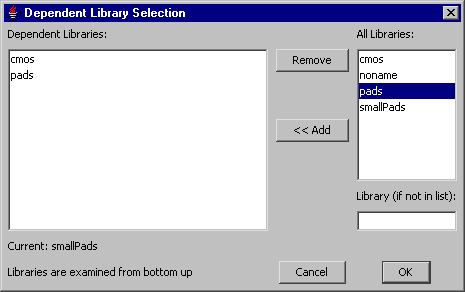 Dependent Library Selection
Dependent Libraries:
All Libraries:
cmos
pads
Remove
<< Add
cmos
noname
pads
smallPads
Library (if not in list):
Current: smallPads
Libraries are examined from bottom up
Cancel
OK